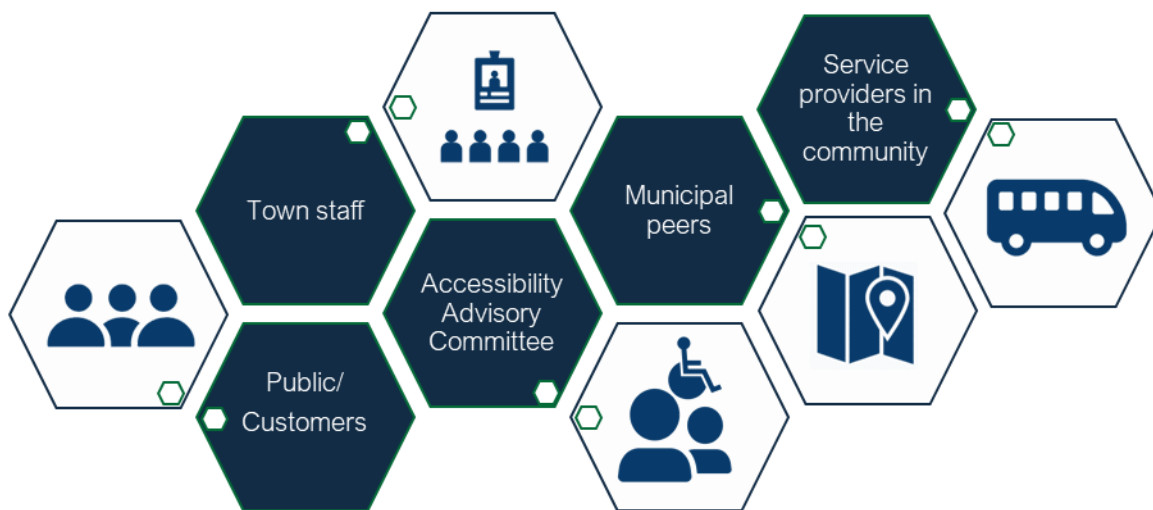 Service
providers in
the
community
Town staff
Municipal
peers
Accessibility
Advisory
Committee
Public/
Customers